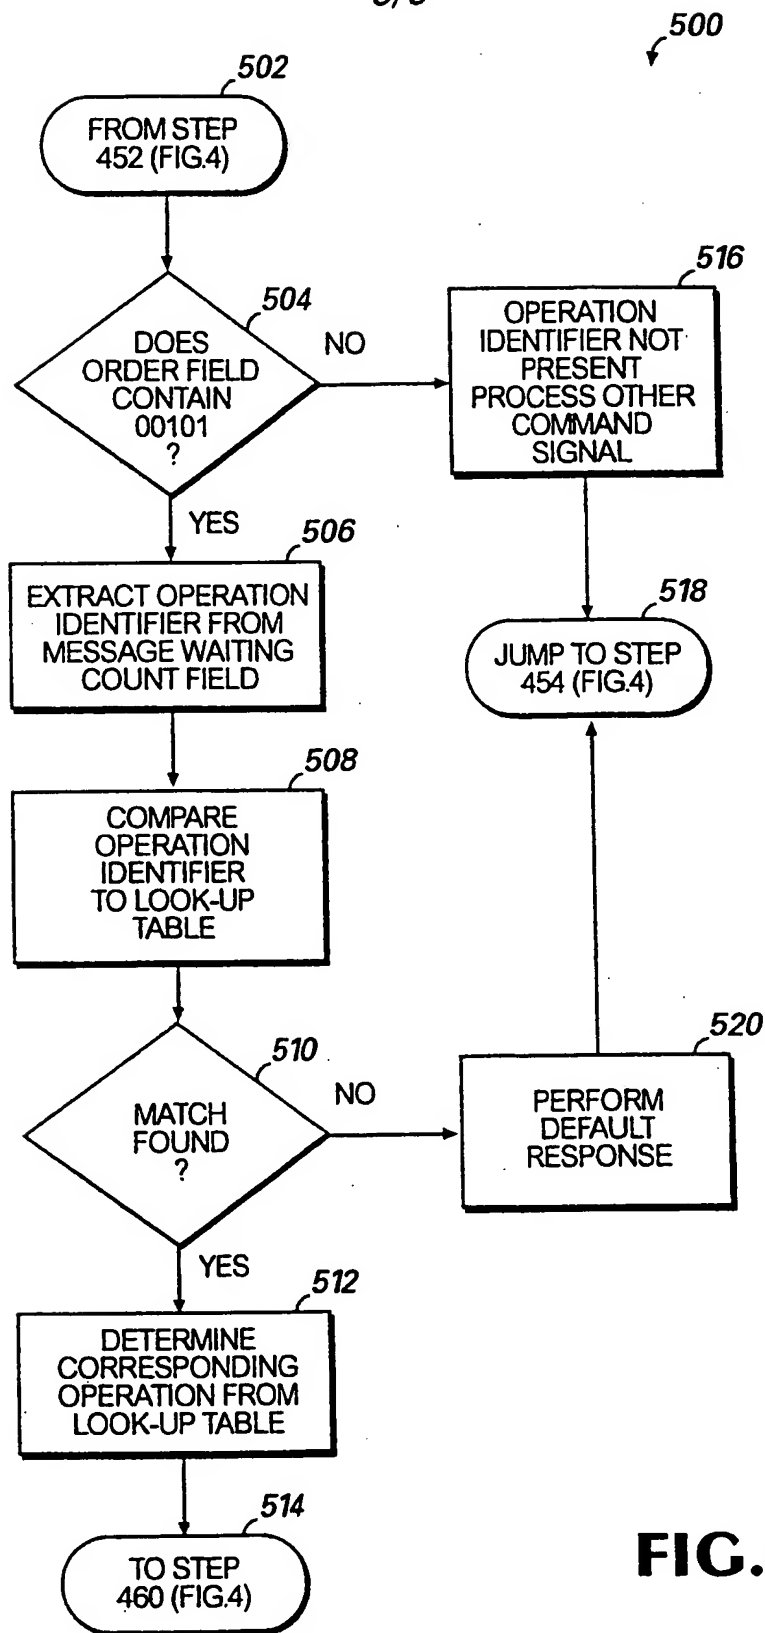 500
502
FROM STEP
452 (FIG.4)
504
DOES
ORDER FIELD
CONTAIN
00101
?
NO
516
OPERATION
IDENTIFIER NOT
PRESENT
PROCESS OTHER
COMMAND
SIGNAL
YES
506
EXTRACT OPERATION
IDENTIFIER FROM
MESSAGE WAITING
COUNT FIELD
518
JUMP TO STEP
454 (FIG.4)
508
COMPARE
OPERATION
IDENTIFIER
TO LOOK-UP
TABLE
510
MATCH
FOUND
?
NO
520
PERFORM
DEFAULT
RESPONSE
YES
512
DETERMINE
CORRESPONDING
OPERATION FROM
LOOK-UP TABLE
514
TO STEP
460 (FIG.4)
FIG.